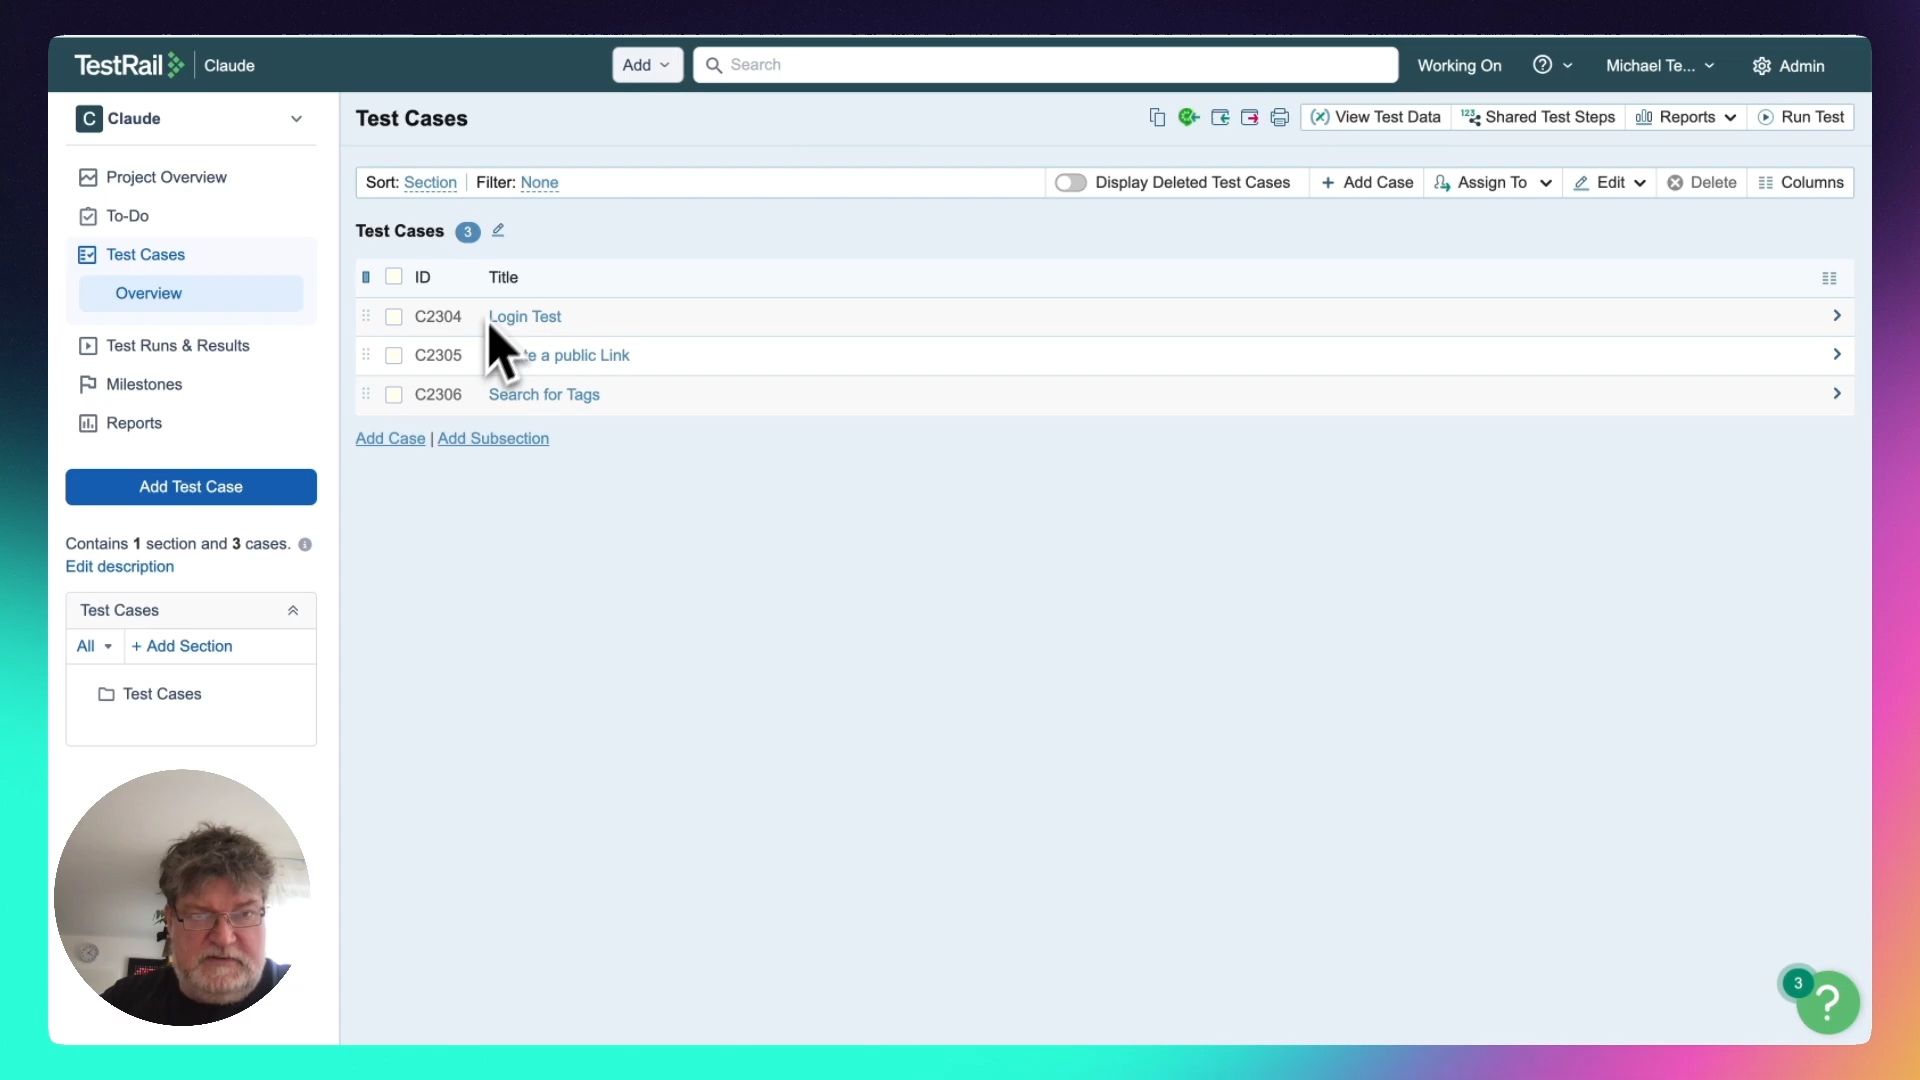 TestRail Claude
Add
Search
Working On
Michael Te...
Admin
C Claude
Project Overview
To-Do
Test Cases
Overview
Test Runs & Results
Milestones
Reports
Add Test Case
Contains 1 section and 3 cases.
Edit description
Test Cases
All
+ Add Section
Test Cases
Test Cases
View Test Data
Shared Test Steps
Reports
Run Test
Sort: Section
Filter: None
Display Deleted Test Cases
+ Add Case
Assign To
Edit
Delete
Columns
Test Cases 3
ID Title
C2304 Login Test
C2305 te a public Link
C2306 Search for Tags
Add Case | Add Subsection
3
?